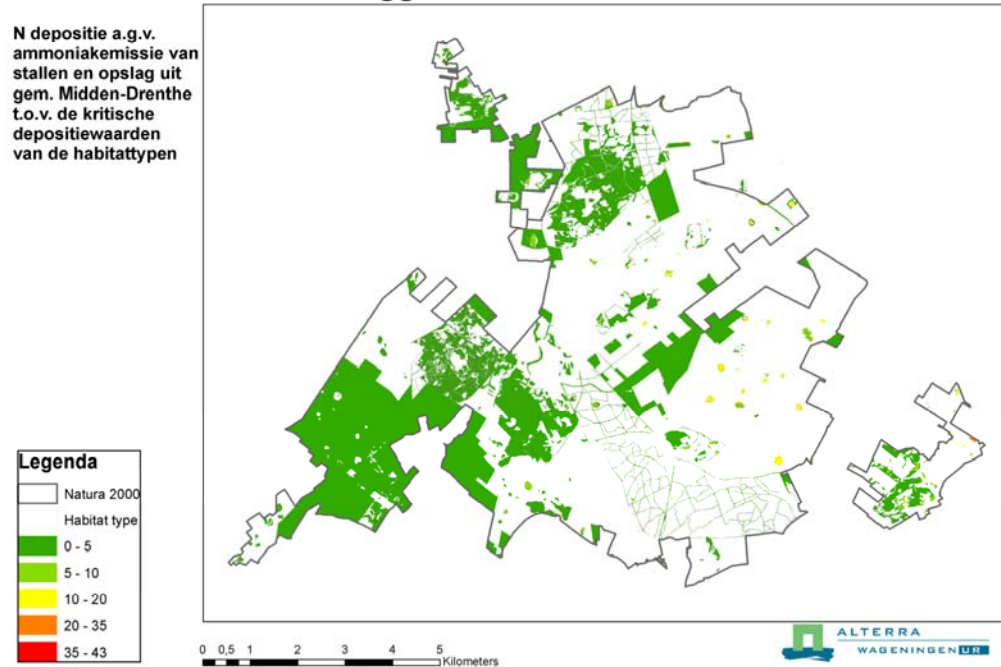 N depositie a.g.v.
ammoniakemissie van
stallen en opslag uit
gem. Midden-Drenthe
t.o.v. de kritische
depositiewaarden
van de habitattypen
Legenda
Natura 2000
Habitat type
0 - 5
5 - 10
10 - 20
20 - 35
35 - 43
0 0,5 1 2 3 4 5
Kilometers
ALTERRA
WAGENINGEN UR